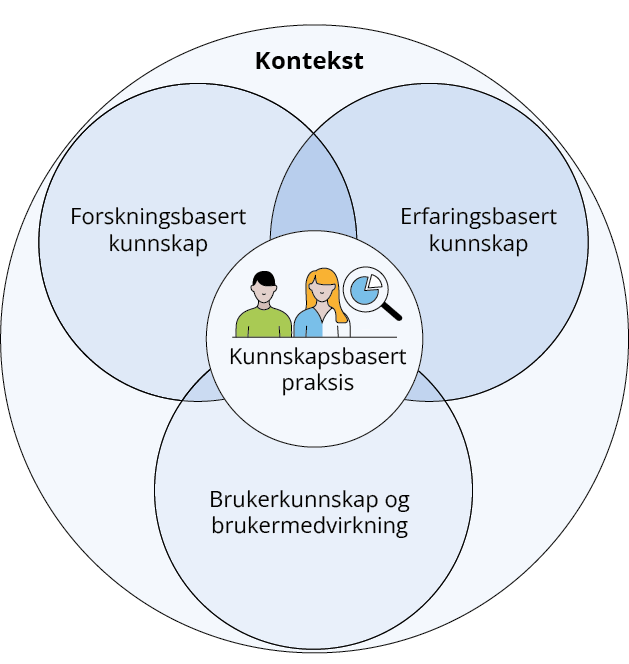 Kontekst
Forskningsbasert
kunnskap
Erfaringsbasert
kunnskap
Kunnskapsbasert
praksis
Brukerkunnskap og
brukermedvirkning